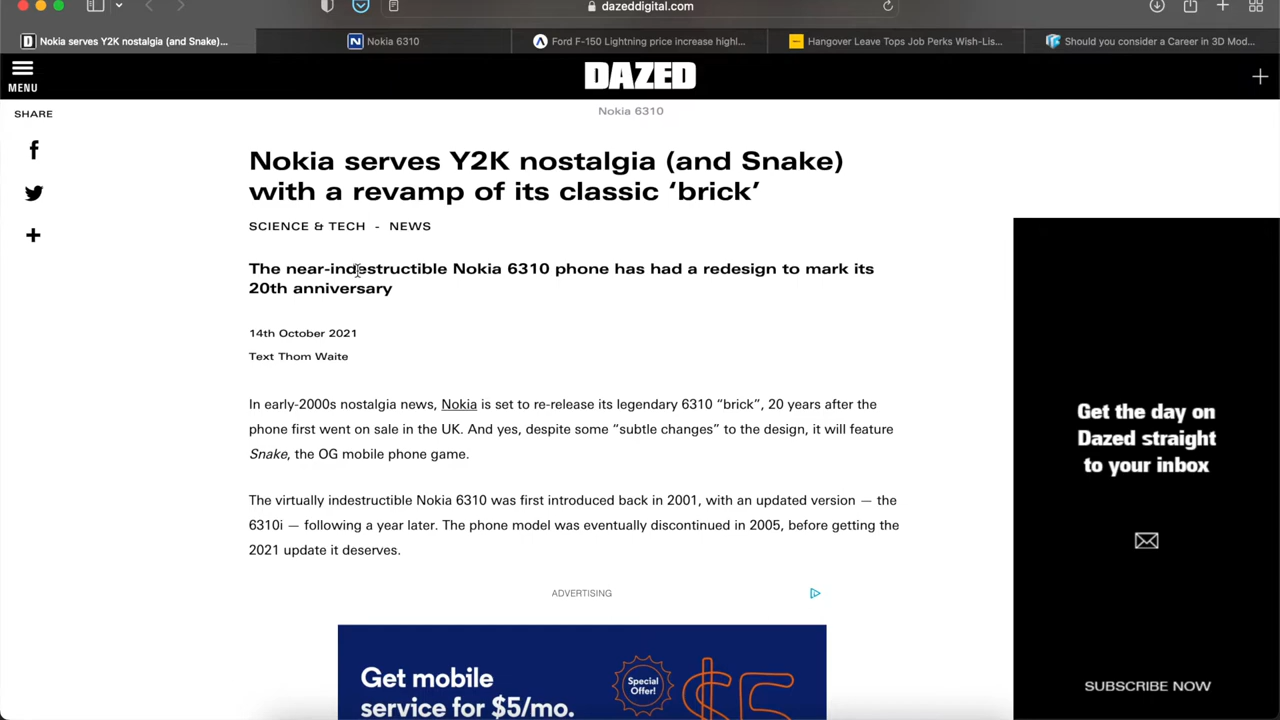 dazeddigital.com
Nokia serves Y2K nostalgia (and Snake)...
Nokia 6310
Ford F-150 Lightning price increase highl...
Hangover Leave Tops Job Perks Wish-Lis...
Should you consider a Career in 3D Mod...
MENU
DAZED
SHARE
Nokia 6310
Nokia serves Y2K nostalgia (and Snake)
with a revamp of its classic ‘brick’
SCIENCE & TECH - NEWS
The near-indestructible Nokia 6310 phone has had a redesign to mark its
20th anniversary
14th October 2021
Text Thom Waite
In early-2000s nostalgia news, Nokia is set to re-release its legendary 6310 “brick”, 20 years after the
phone first went on sale in the UK. And yes, despite some “subtle changes” to the design, it will feature
Snake, the OG mobile phone game.
The virtually indestructible Nokia 6310 was first introduced back in 2001, with an updated version — the
6310i — following a year later. The phone model was eventually discontinued in 2005, before getting the
2021 update it deserves.
ADVERTISING
Get mobile
service for $5/mo.
Special
Offer!
$5
Get the day on
Dazed straight
to your inbox
SUBSCRIBE NOW